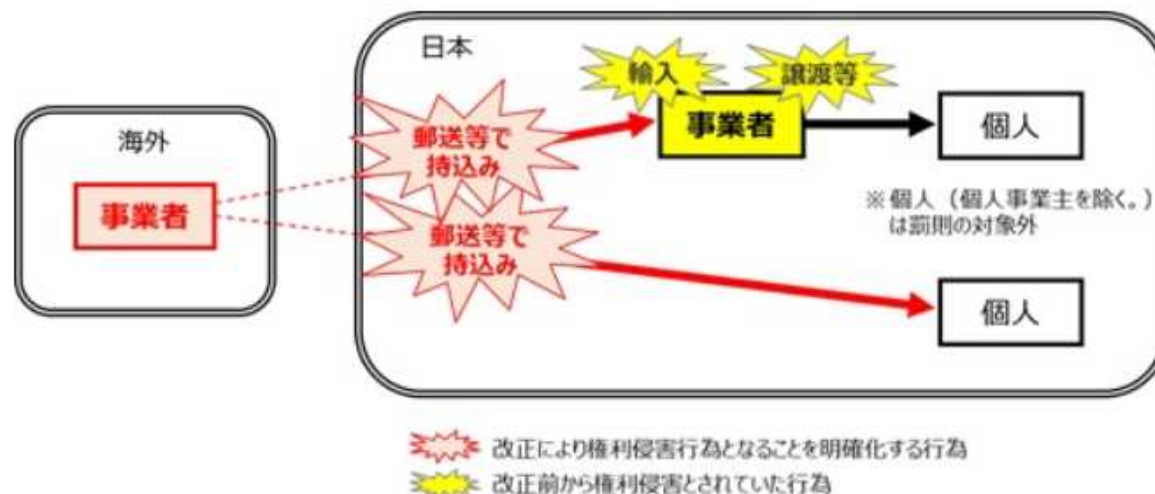 日本
輸入
譲渡等
海外
事業者
郵送等で
持込み
事業者
個人
※個人（個人事業主を除く。）
は罰則の対象外
郵送等で
持込み
個人
改正により権利侵害行為となることを明確化する行為
改正前から権利侵害とされていた行為